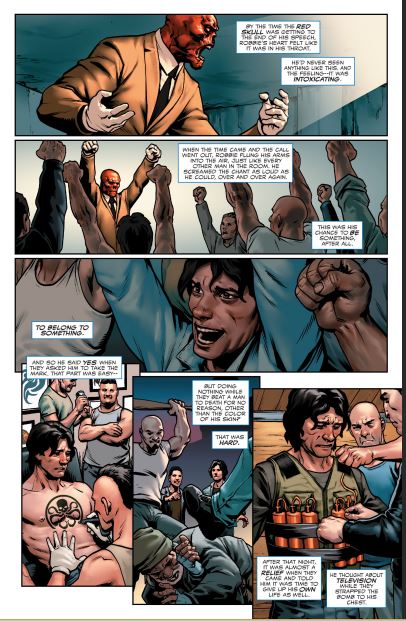 BY THE TIME THE RED
SKULL WAS GETTING TO
THE END OF HIS SPEECH,
ROBBIE'S HEART FELT LIKE
IT WAS IN HIS THROAT.
HE'D NEVER SEEN
ANYTHING LIKE THIS, AND
THE FEELING--IT WAS
INTOXICATING.
WHEN THE TIME CAME AND THE CALL
WENT OUT, ROBBIE FLUNG HIS ARMS
INTO THE AIR, JUST LIKE EVERY
OTHER MAN IN THE ROOM. HE
SCREAMED THE CHANT AS LOUD AS
HE COULD, OVER AND OVER AGAIN.
THIS WAS HIS
CHANCE TO BE
SOMETHING,
AFTER ALL.
TO BELONG TO
SOMETHING.
AND SO HE SAID YES WHEN
THEY ASKED HIM TO TAKE THE
MARK, THAT PART WAS EASY--
BUT DOING
NOTHING WHILE
THEY BEAT A MAN
TO DEATH FOR NO
REASON, OTHER
THAN THE COLOR
OF HIS SKIN?
THAT WAS
HARD.
AFTER THAT NIGHT,
IT WAS ALMOST A
RELIEF WHEN THEY
CAME AND TOLD
HIM IT WAS TIME
TO GIVE UP HIS OWN
LIFE AS WELL.
HE THOUGHT ABOUT
TELEVISION
WHILE THEY
STRAPPED THE
BOMB TO HIS
CHEST.